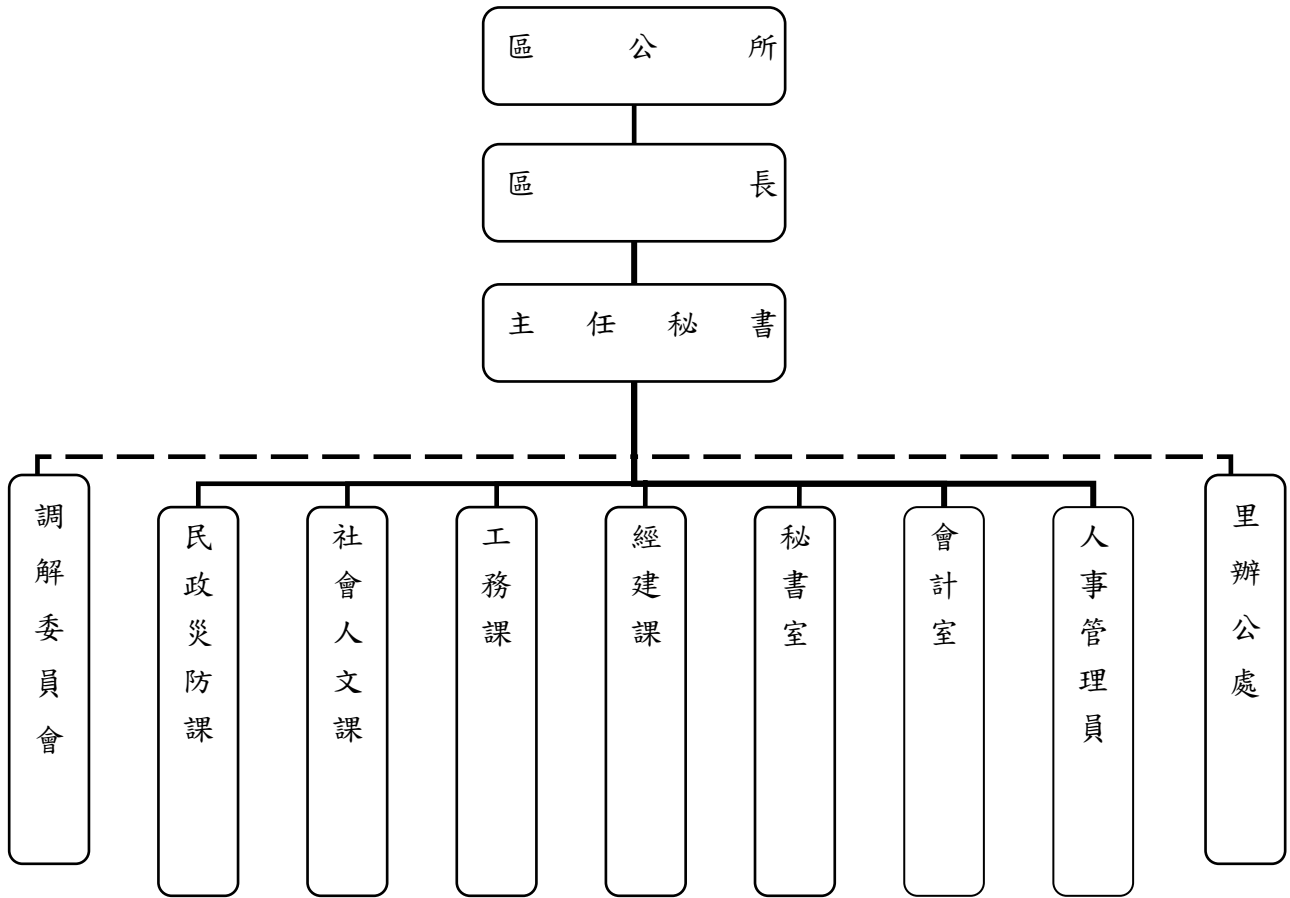 區公所
區長
主任秘書
調解委員會
民政災防課
社會人文課
工務課
經建課
秘書室
會計室
人事管理員
里辦公處